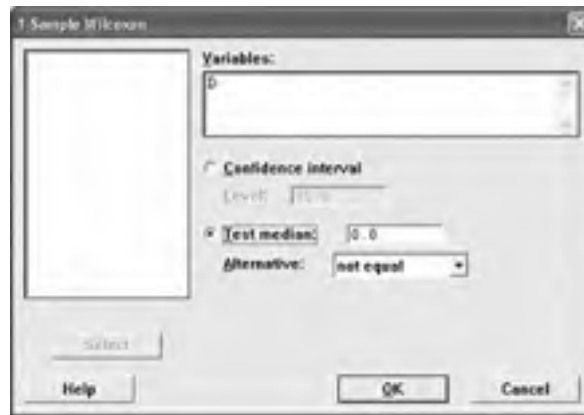 1-Sample Wilcoxon
Variables:
D
Confidence interval
Level:
Test median: 0.0
Alternative: not equal
Select
Help OK Cancel